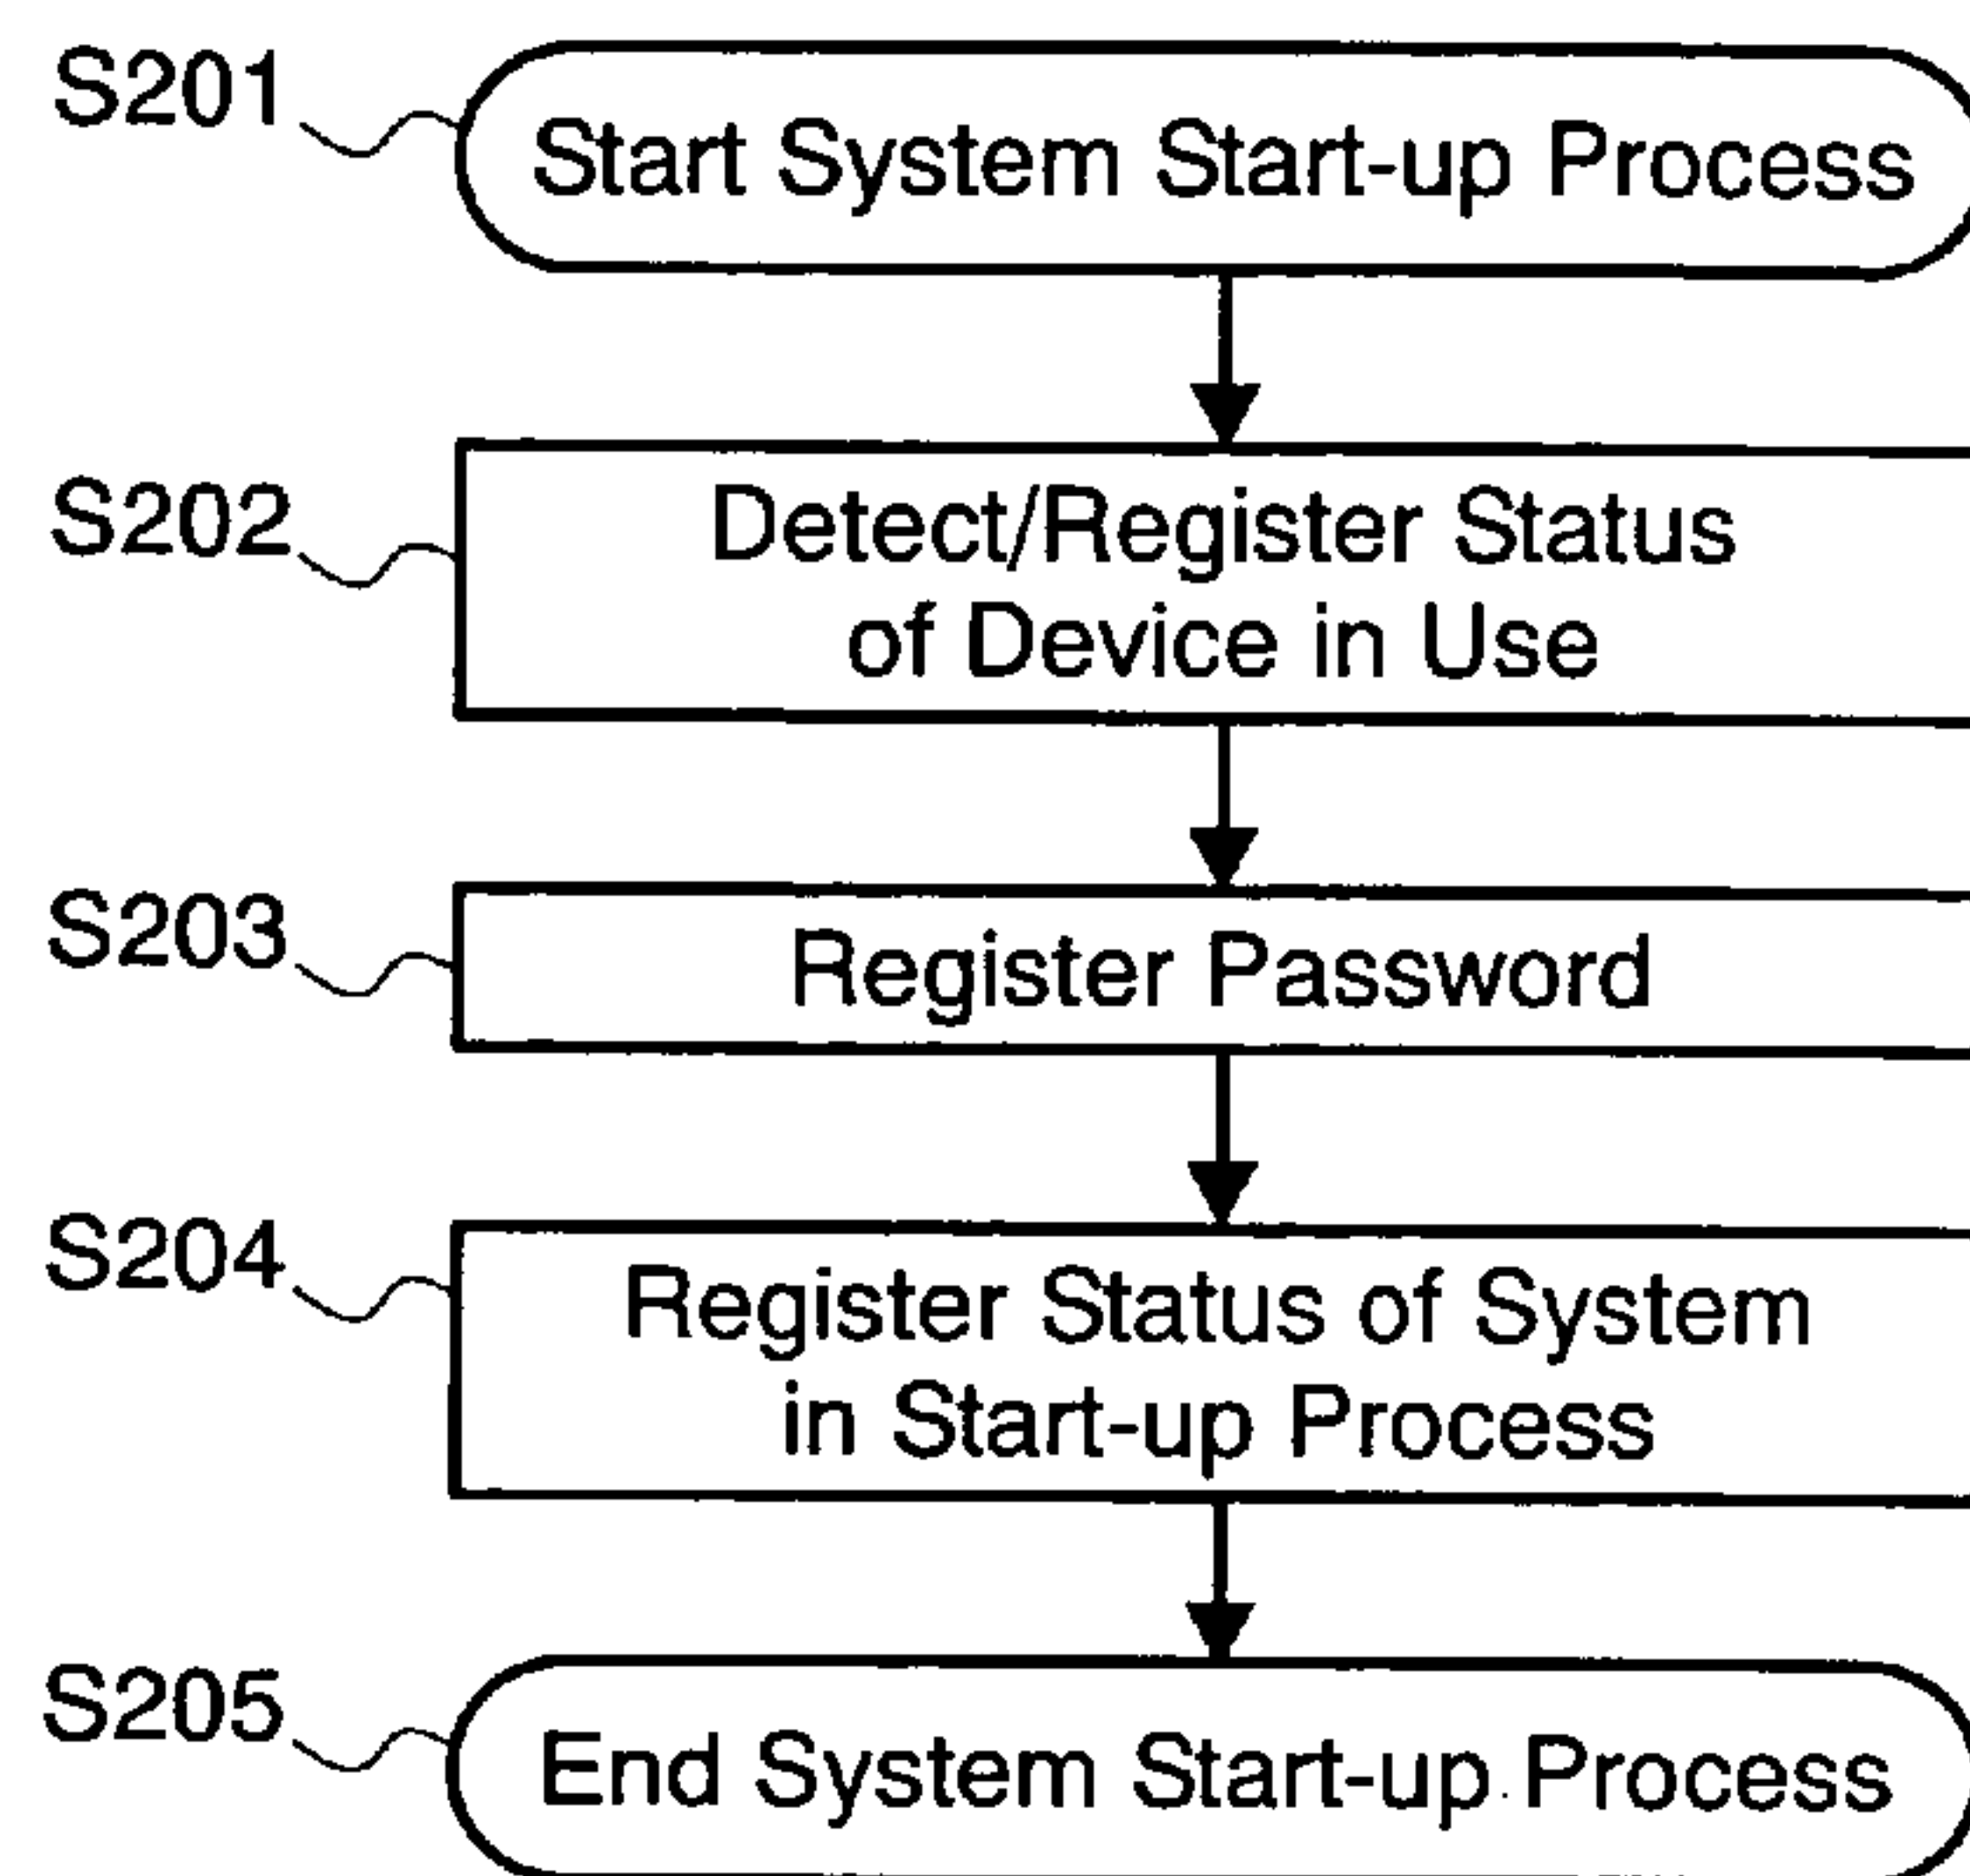 S201
Start System Start-up Process
S202
Detect/Register Status
of Device in Use
S203
Register Password
S204
Register Status of System
in Start-up Process
S205
End System Start-up Process